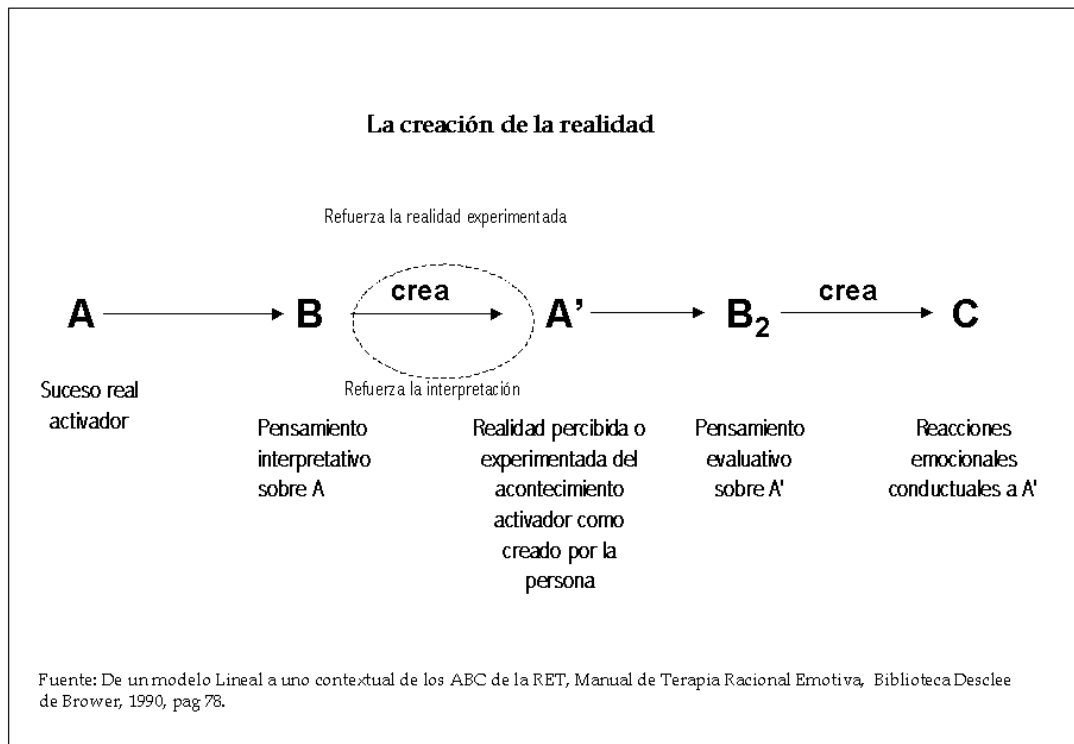 La creación de la realidad
Refuerza la realidad experimentada
A
B
crea
A’
B2
crea
C
Refuerza la interpretación
Suceso real
activador
Pensamiento
interpretativo
sobre A
Realidad percibida o
experimentada del
acontecimiento
activador como
creado por la
persona
Pensamiento
evaluativo
sobre A'
Reacciones
emocionales
conductuales a A'
Fuente: De un modelo Lineal a uno contextual de los ABC de la RET, Manual de Terapia Racional Emotiva, Biblioteca Desclee
de Brower, 1990, pag 78.